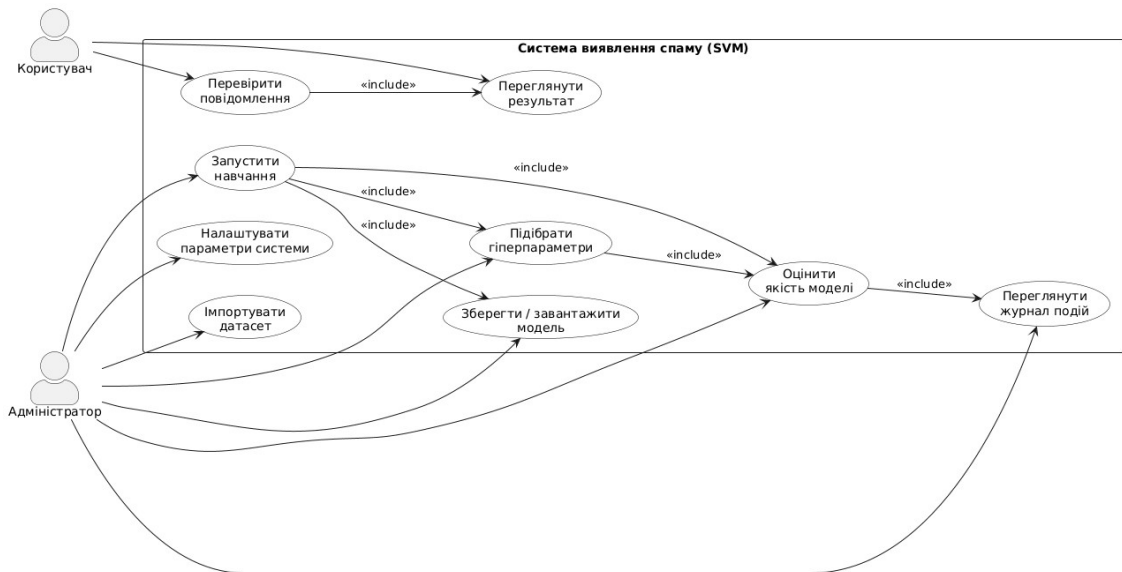 Система виявлення спаму (SVM)
Користувач
Перевірити
повідомлення
«include»
Переглянути
результат
Запустити
навчання
«include»
«include»
«include»
Налаштувати
параметри системи
Підібрати
гіперпараметри
«include»
Оцінити
якість моделі
«include»
Переглянути
журнал подій
Імпортувати
датасет
Зберегти / завантажити
модель
Адміністратор